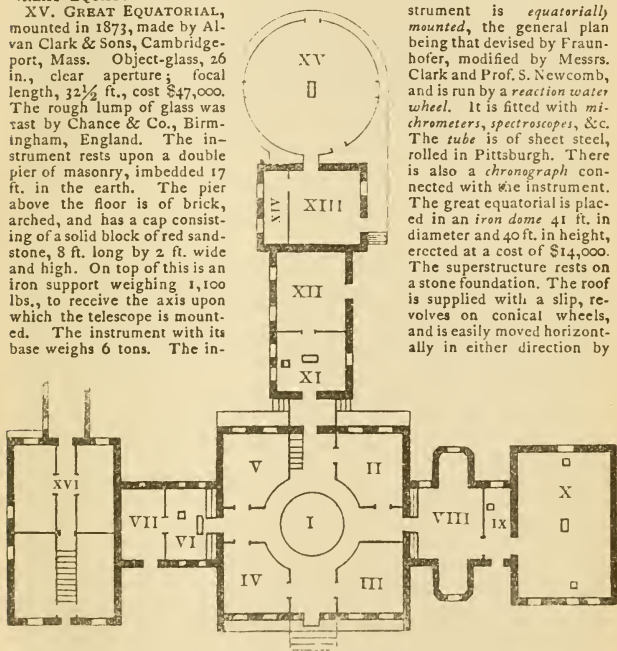 XV. GREAT EQUATORIAL,
mounted in 1873, made by Al-
van Clark & Sons, Cambridge-
port, Mass. Object-glass, 26
in., clear aperture; focal
length, 32½ ft., cost $47,000.
The rough lump of glass was
cast by Chance & Co., Birm-
ingham, England. The in-
strument rests upon a double
pier of masonry, imbedded 17
ft. in the earth. The pier
above the floor is of brick,
arched, and has a cap consist-
ing of a solid block of red sand-
stone, 8 ft. long by 2 ft. wide
and high. On top of this is an
iron support weighing 1,100
lbs., to receive the axis upon
which the telescope is mount-
ed. The instrument with its
base weighs 6 tons. The in-
strument is equatorially
mounted, the general plan
being that devised by Fraun-
hofer, modified by Messrs.
Clark and Prof. S. Newcomb,
and is run by a reaction water
wheel. It is fitted with mi-
chrometers, spectroscopes, &c.
The tube is of sheet steel,
rolled in Pittsburgh. There
is also a chronograph con-
nected with the instrument.
The great equatorial is plac-
ed in an iron dome 41 ft. in
diameter and 40 ft. in height,
erected at a cost of $14,000.
The superstructure rests on
a stone foundation. The roof
is supplied with a slip, re-
volves on conical wheels,
and is easily moved horizont-
ally in either direction by
XV
XIV
XIII
XII
XI
XVI
VII
VI
V
II
I
IV
III
VIII
IX
X